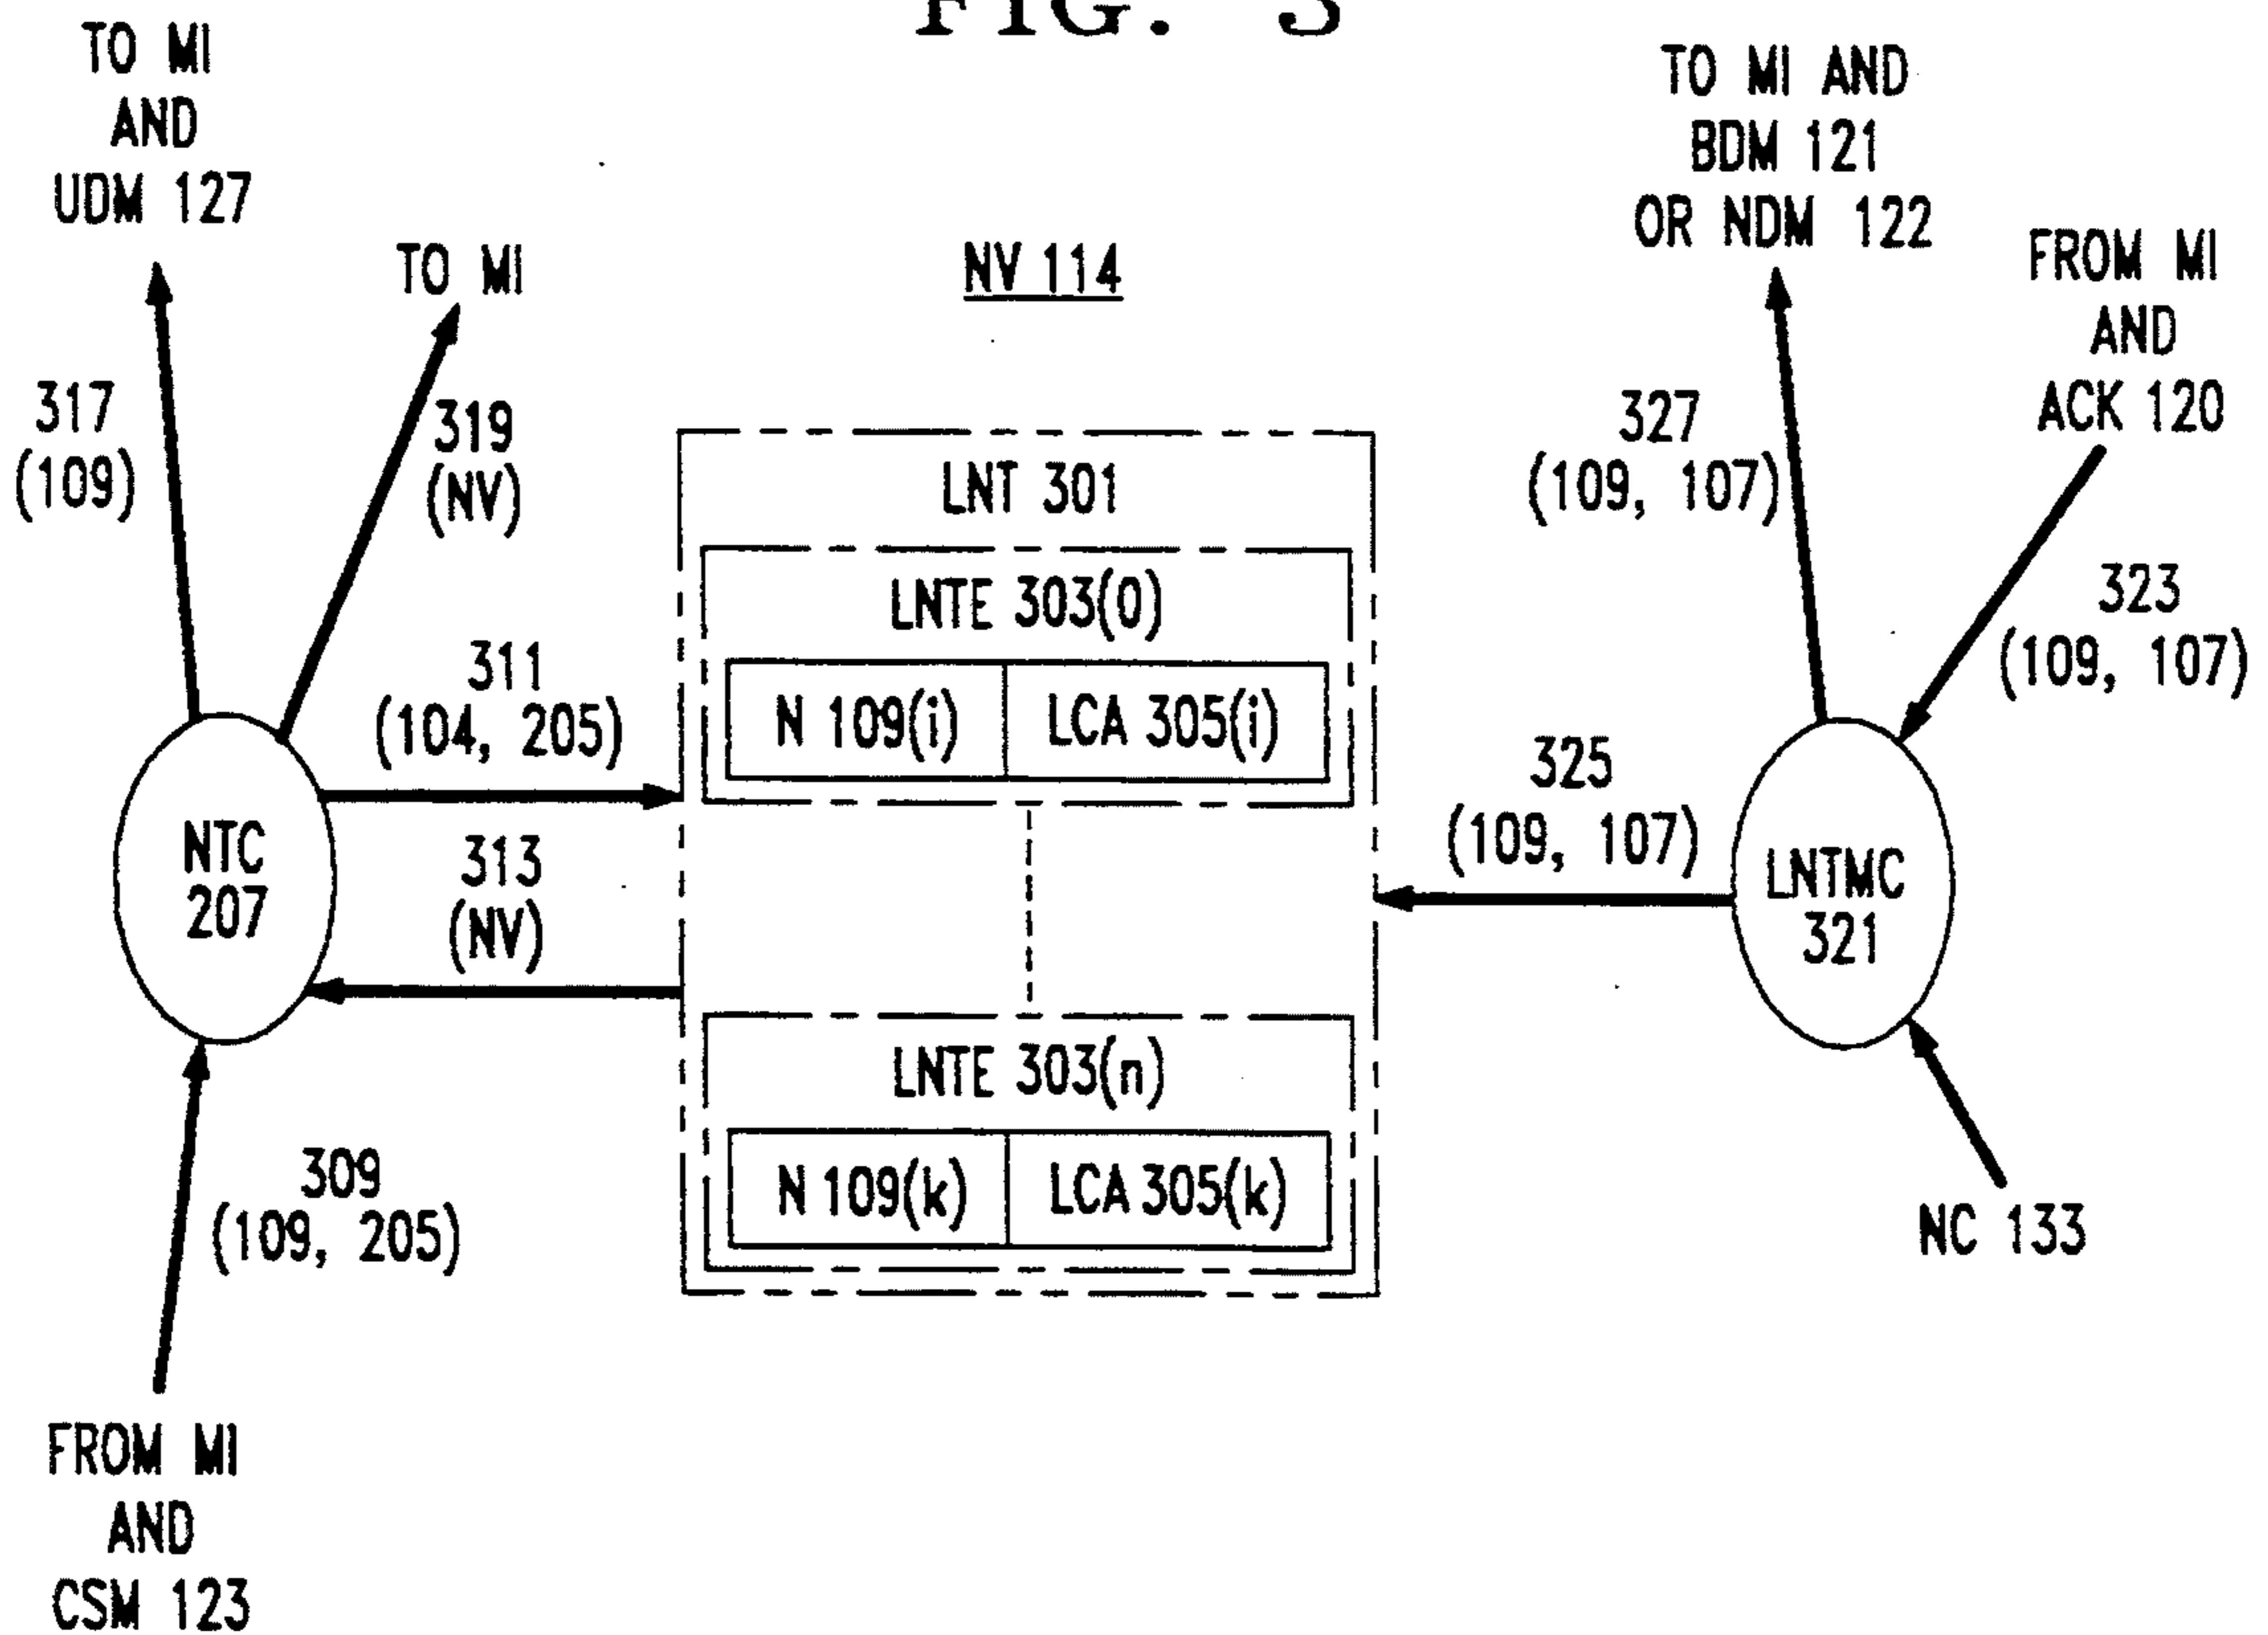 FIG. 3
TO MI
AND
UDM 127
TO MI
NV 114
TO MI AND
BDM 121
OR NDM 122
FROM MI
AND
ACK 120
317
(109)
319
(NV)
311
(104, 205)
313
(NV)
NTC
207
309
(109, 205)
FROM MI
AND
CSM 123
LNT 301
LNTE 303(0)
N 109(i)
LCA 305(i)
LNTE 303(n)
N 109(k)
LCA 305(k)
327
(109, 107)
323
(109, 107)
325
(109, 107)
LNTMC
321
NC 133